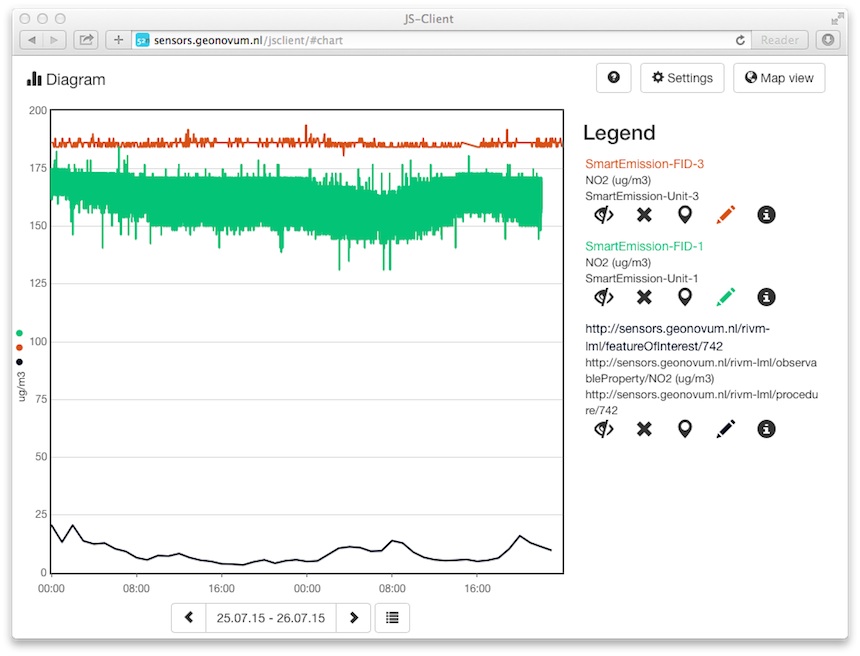 JS-Client
sensors.geonovum.nl/jsclient/#chart
Reader
Diagram
Settings
Map view
200
175
150
125
100
75
50
25
0
ug/m3
00:00 08:00 16:00 00:00 08:00 16:00
25.07.15 - 26.07.15
Legend
SmartEmission-FID-3
NO2 (ug/m3)
SmartEmission-Unit-3
SmartEmission-FID-1
NO2 (ug/m3)
SmartEmission-Unit-1
http://sensors.geonovum.nl/rivm-
lml/featureOfInterest/742
http://sensors.geonovum.nl/rivm-lml/observa
bleProperty/NO2 (ug/m3)
http://sensors.geonovum.nl/rivm-lml/procedu
re/742